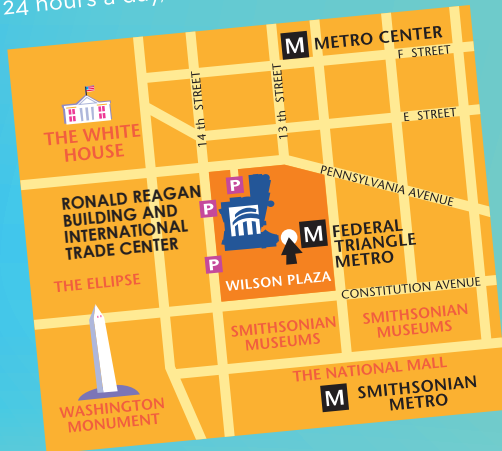 24 hours a day,
M METRO CENTER
F STREET
14th STREET
13th STREET
E STREET
THE WHITE
HOUSE
PENNSYLVANIA AVENUE
P
P
P
RONALD REAGAN
BUILDING AND
INTERNATIONAL
TRADE CENTER
M FEDERAL
TRIANGLE
METRO
THE ELLIPSE
WILSON PLAZA
CONSTITUTION AVENUE
SMITHSONIAN
MUSEUMS
SMITHSONIAN
MUSEUMS
THE NATIONAL MALL
WASHINGTON
MONUMENT
M SMITHSONIAN
METRO